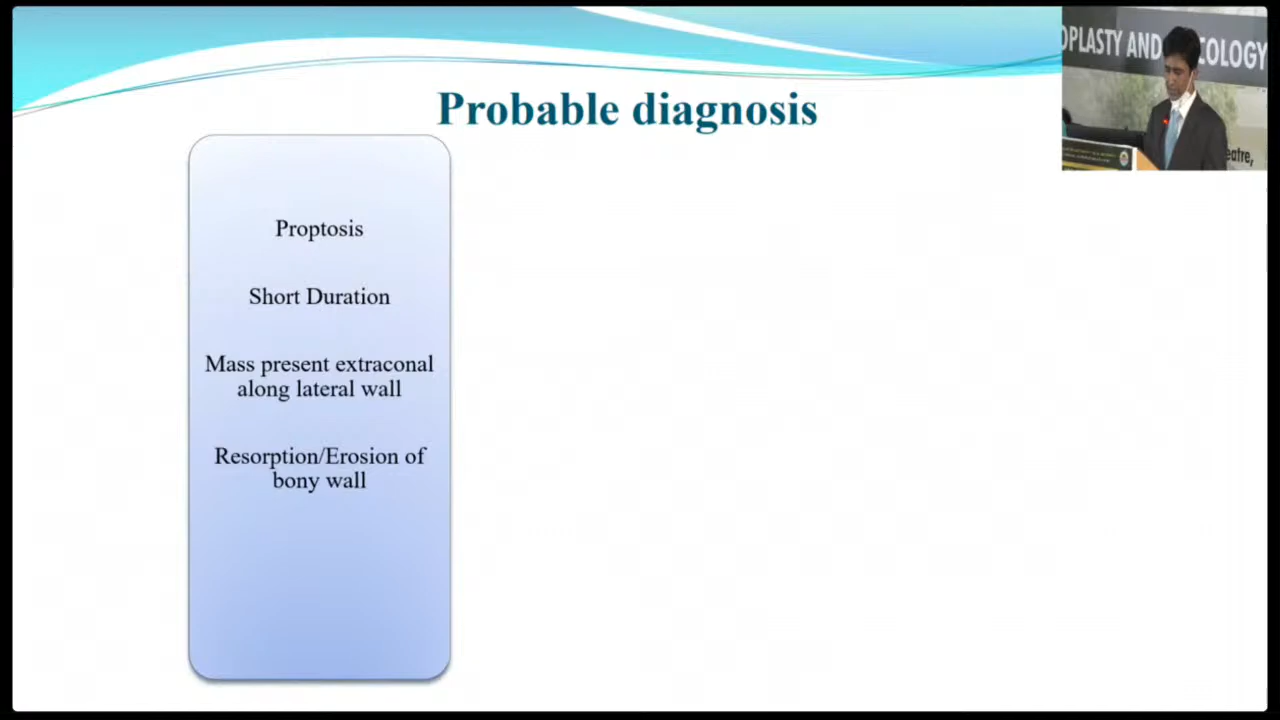 Probable diagnosis
Proptosis
Short Duration
Mass present extraconal
along lateral wall
Resorption/Erosion of
bony wall
OPLASTY AND
COLOGY
eatre,